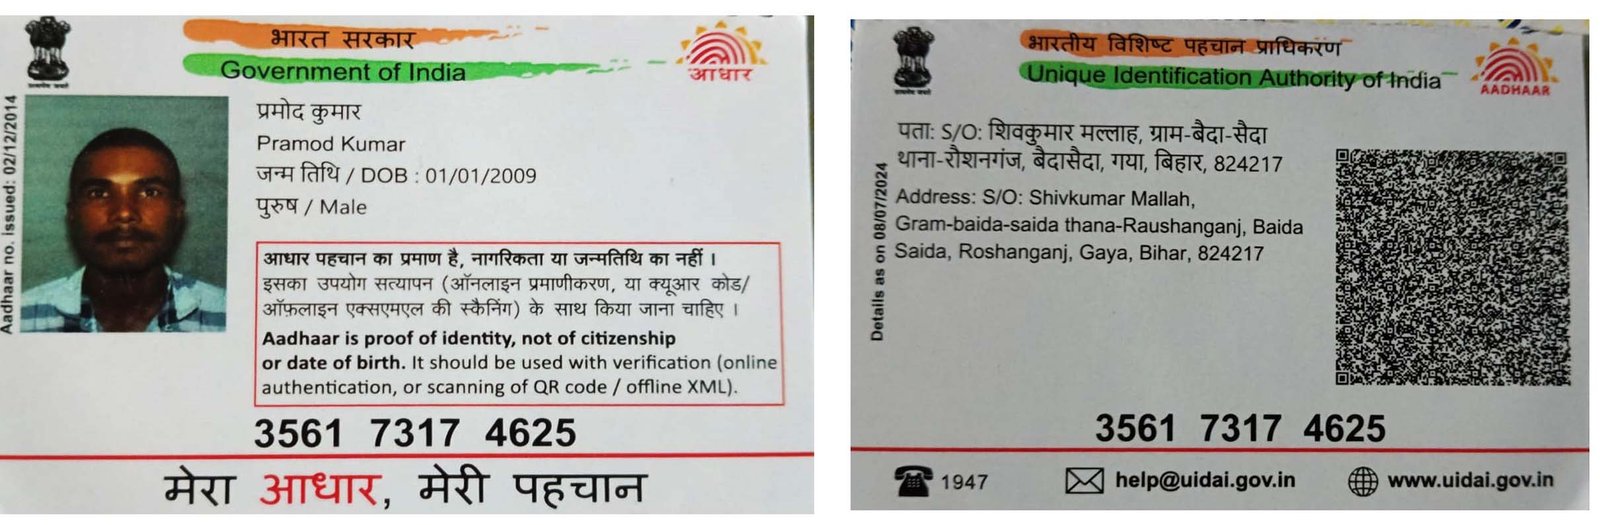 भारत सरकार
Government of India
आधार
Aadhaar no. issued: 02/12/2014
प्रमोद कुमार
Pramod Kumar
जन्म तिथि / DOB : 01/01/2009
पुरुष / Male
आधार पहचान का प्रमाण है, नागरिकता या जन्मतिथि का नहीं ।
इसका उपयोग सत्यापन (ऑनलाइन प्रमाणीकरण, या क्यूआर कोड/
ऑफ़लाइन एक्सएमएल की स्कैनिंग) के साथ किया जाना चाहिए ।
Aadhaar is proof of identity, not of citizenship
or date of birth. It should be used with verification (online
authentication, or scanning of QR code / offline XML).
3561 7317 4625
मेरा आधार, मेरी पहचान
भारतीय विशिष्ट पहचान प्राधिकरण
Unique Identification Authority of India
AADHAAR
Details as on 08/07/2024
पता: S/O: शिवकुमार मल्लाह, ग्राम-बैदा-सैदा
थाना-रौशनगंज, बैदासैदा, गया, बिहार, 824217
Address: S/O: Shivkumar Mallah,
Gram-baida-saida thana-Raushanganj, Baida
Saida, Roshanganj, Gaya, Bihar, 824217
3561 7317 4625
1947
help@uidai.gov.in
www.uidai.gov.in